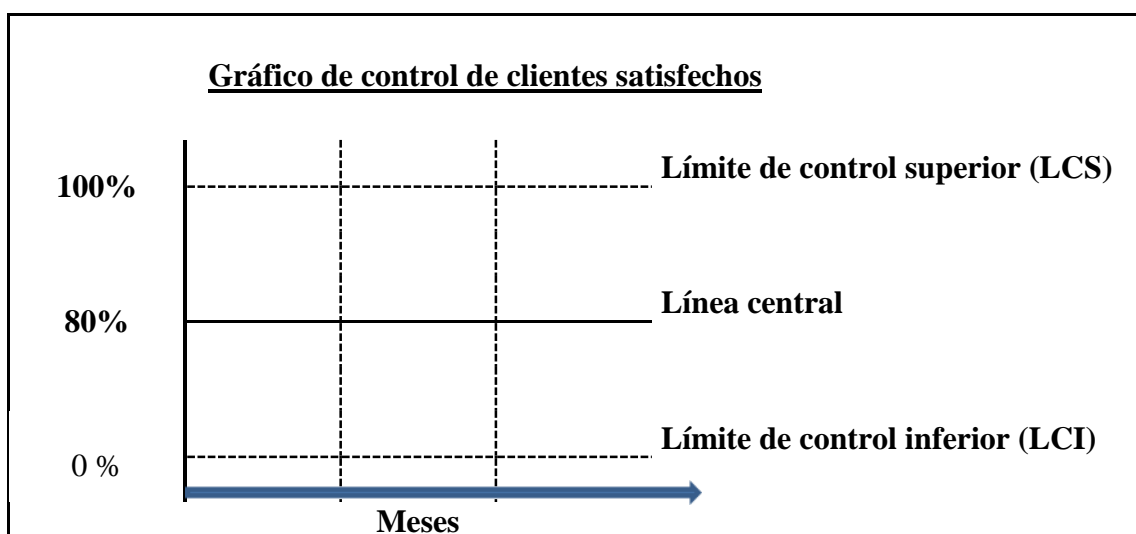 Gráfico de control de clientes satisfechos
Límite de control superior (LCS)
100%
Línea central
80%
Límite de control inferior (LCI)
0 %
Meses